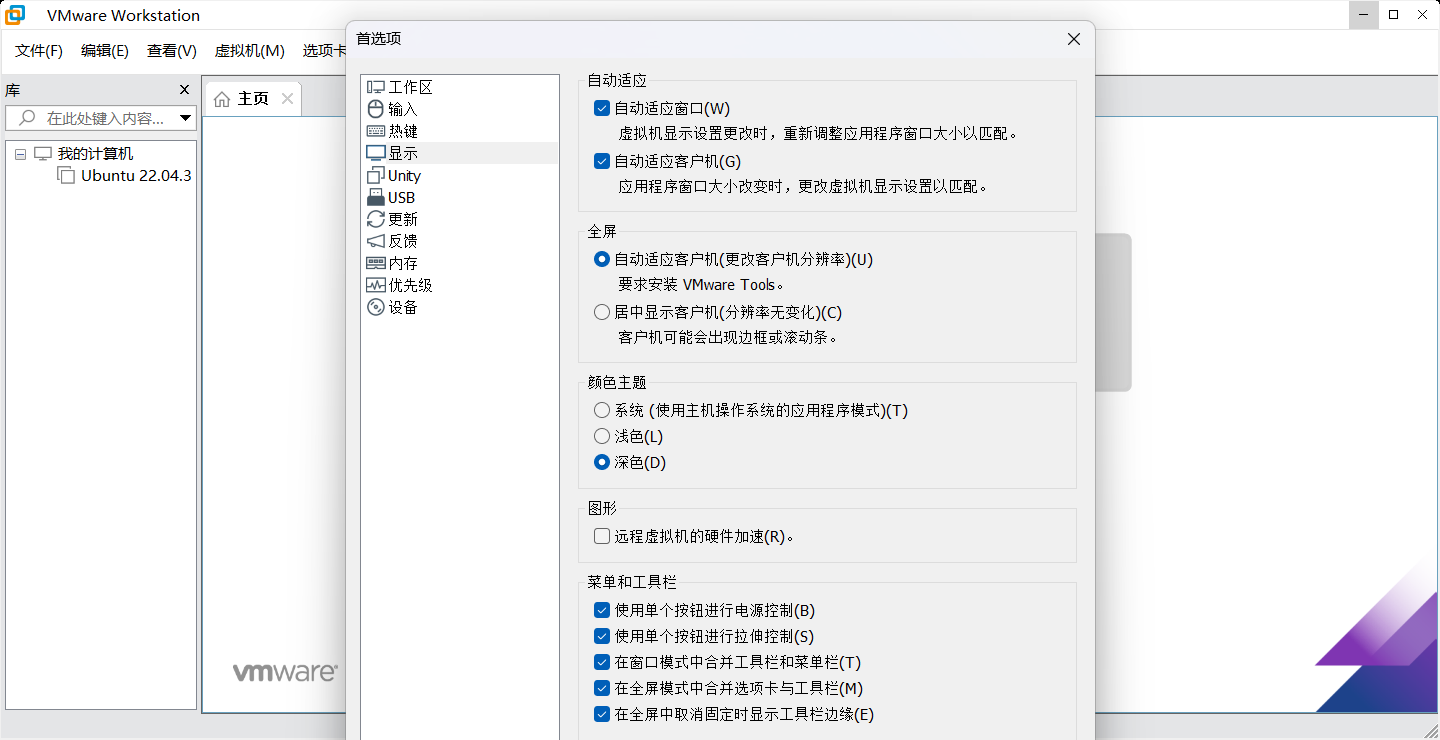 VMware Workstation
文件(F) 编辑(E) 查看(V) 虚拟机(M) 选项卡
首选项
库
主页
在此处键入内容...
我的计算机
Ubuntu 22.04.3
工作区
输入
热键
显示
Unity
USB
更新
反馈
内存
优先级
设备
自动适应
自动适应窗口(W)
虚拟机显示设置更改时，重新调整应用程序窗口大小以匹配。
自动适应客户机(G)
应用程序窗口大小改变时，更改虚拟机显示设置以匹配。
全屏
自动适应客户机(更改客户机分辨率)(U)
要求安装 VMware Tools。
居中显示客户机(分辨率无变化)(C)
客户机可能会出现边框或滚动条。
颜色主题
系统 (使用主机操作系统的应用程序模式)(T)
浅色(L)
深色(D)
图形
远程虚拟机的硬件加速(R)。
菜单和工具栏
使用单个按钮进行电源控制(B)
使用单个按钮进行拉伸控制(S)
在窗口模式中合并工具栏和菜单栏(T)
在全屏模式中合并选项卡与工具栏(M)
在全屏中取消固定时显示工具栏边缘(E)
vmware